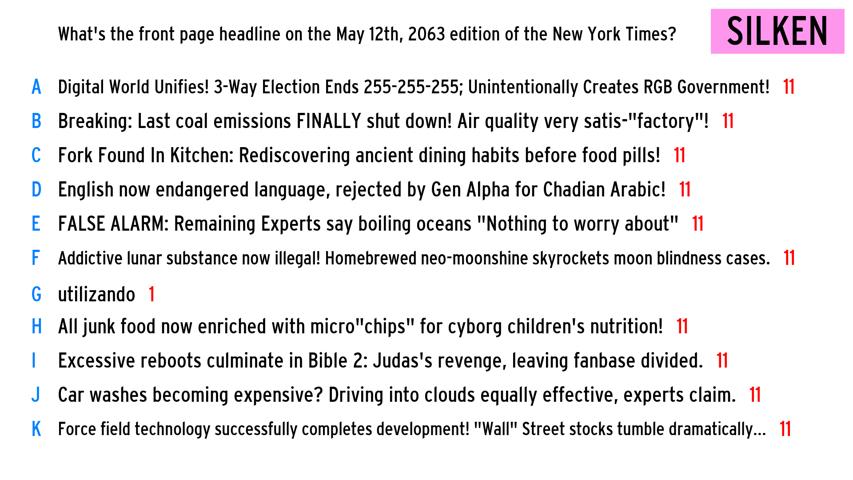 What's the front page headline on the May 12th, 2063 edition of the New York Times?
SILKEN
A Digital World Unifies! 3-Way Election Ends 255-255-255; Unintentionally Creates RGB Government! 11
B Breaking: Last coal emissions FINALLY shut down! Air quality very satis-"factory"! 11
C Fork Found In Kitchen: Rediscovering ancient dining habits before food pills! 11
D English now endangered language, rejected by Gen Alpha for Chadian Arabic! 11
E FALSE ALARM: Remaining Experts say boiling oceans "Nothing to worry about" 11
F Addictive lunar substance now illegal! Homebrewed neo-moonshine skyrockets moon blindness cases. 11
G utilizando 1
H All junk food now enriched with micro"chips" for cyborg children's nutrition! 11
I Excessive reboots culminate in Bible 2: Judas's revenge, leaving fanbase divided. 11
J Car washes becoming expensive? Driving into clouds equally effective, experts claim. 11
K Force field technology successfully completes development! "Wall" Street stocks tumble dramatically... 11